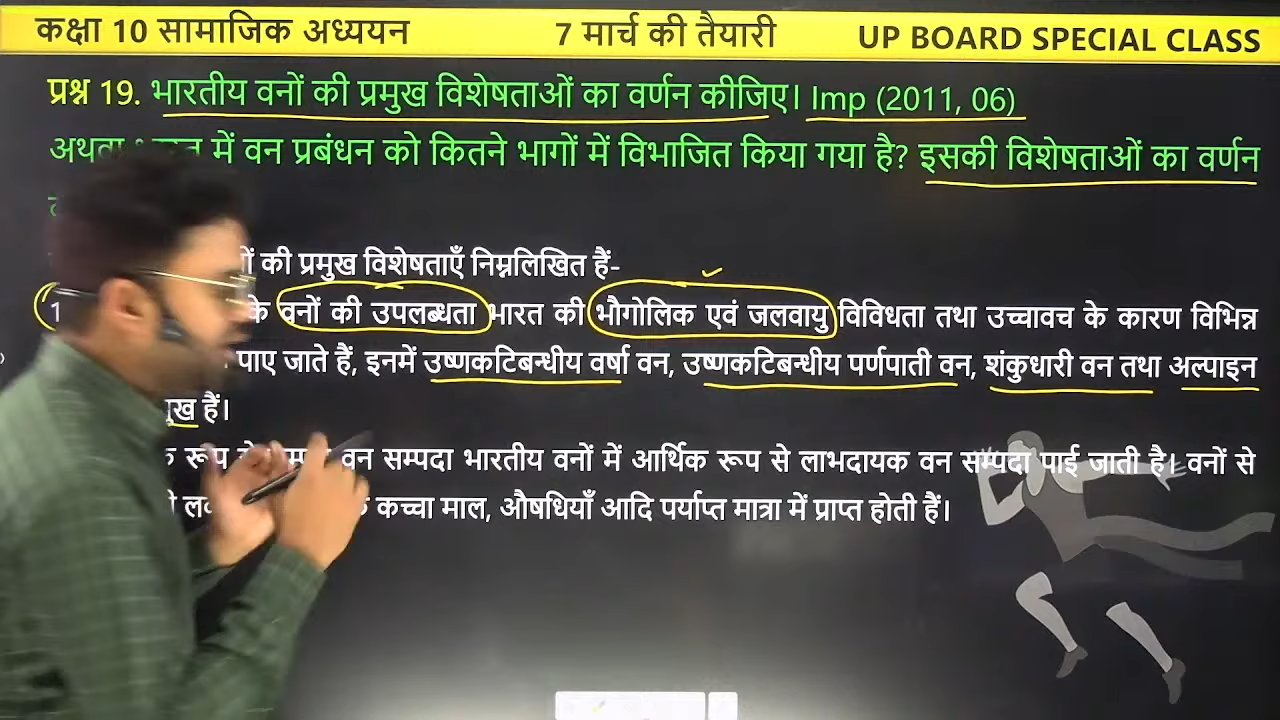 कक्षा 10 सामाजिक अध्ययन 7 मार्च की तैयारी UP BOARD SPECIAL CLASS
प्रश्न 19. भारतीय वनों की प्रमुख विशेषताओं का वर्णन कीजिए। Imp (2011, 06)
में वन प्रबंधन को कितने भागों में विभाजित किया गया है? इसकी विशेषताओं का वर्णन
की प्रमुख विशेषताएँ निम्नलिखित हैं-
1 के वनों की उपलब्धता भारत की भौगोलिक एवं जलवायु विविधता तथा उच्चावच के कारण विभिन्न
पाए जाते हैं, इनमें उष्णकटिबन्धीय वर्षा वन, उष्णकटिबन्धीय पर्णपाती वन, शंकुधारी वन तथा अल्पाइन
हैं।
रूप वन सम्पदा भारतीय वनों में आर्थिक रूप से लाभदायक वन सम्पदा पाई जाती है। वनों से
कच्चा माल, औषधियाँ आदि पर्याप्त मात्रा में प्राप्त होती हैं।